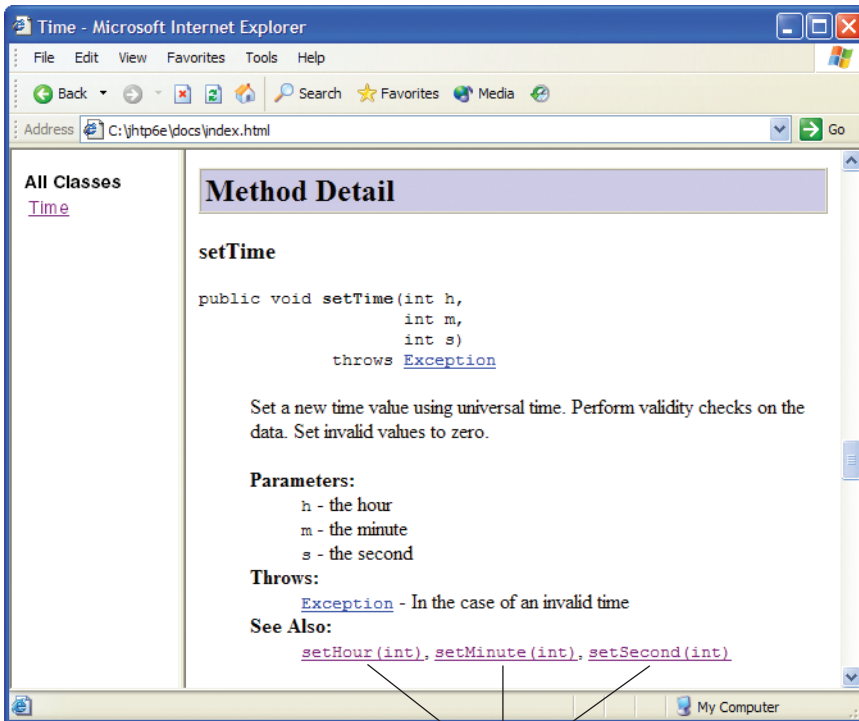 Time - Microsoft Internet Explorer
File Edit View Favorites Tools Help
Back Search Favorites Media
Address C:\jhtp6e\docs\index.html Go
All Classes
Time
Method Detail
setTime
public void setTime(int h,
int m,
int s)
throws Exception
Set a new time value using universal time. Perform validity checks on the
data. Set invalid values to zero.
Parameters:
h - the hour
m - the minute
s - the second
Throws:
Exception - In the case of an invalid time
See Also:
setHour(int), setMinute(int), setSecond(int)
My Computer